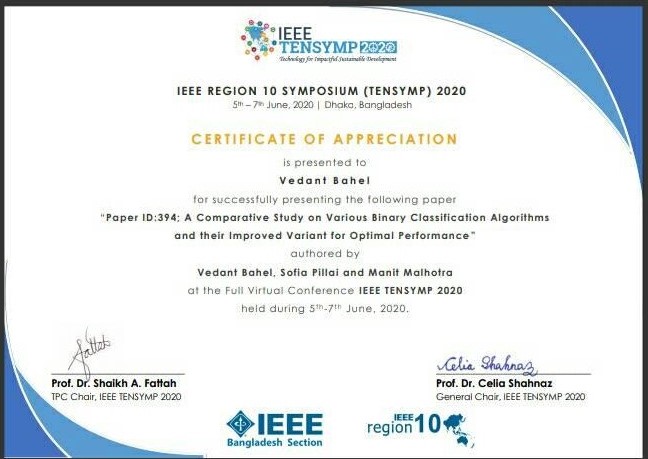 IEEE
TENSYMP 2020
Technology for Impactful Sustainable Development
IEEE REGION 10 SYMPOSIUM (TENSYMP) 2020
5th – 7th June, 2020 | Dhaka, Bangladesh
CERTIFICATE OF APPRECIATION
is presented to
Vedant Bahel
for successfully presenting the following paper
"Paper ID:394; A Comparative Study on Various Binary Classification Algorithms
and their Improved Variant for Optimal Performance"
authored by
Vedant Bahel, Sofia Pillai and Manit Malhotra
at the Full Virtual Conference IEEE TENSYMP 2020
held during 5th-7th June, 2020.
Fattah
Celia Shahnaz
Prof. Dr. Shaikh A. Fattah
Prof. Dr. Celia Shahnaz
TPC Chair, IEEE TENSYMP 2020
General Chair, IEEE TENSYMP 2020
IEEE
Bangladesh Section
IEEE
region 10